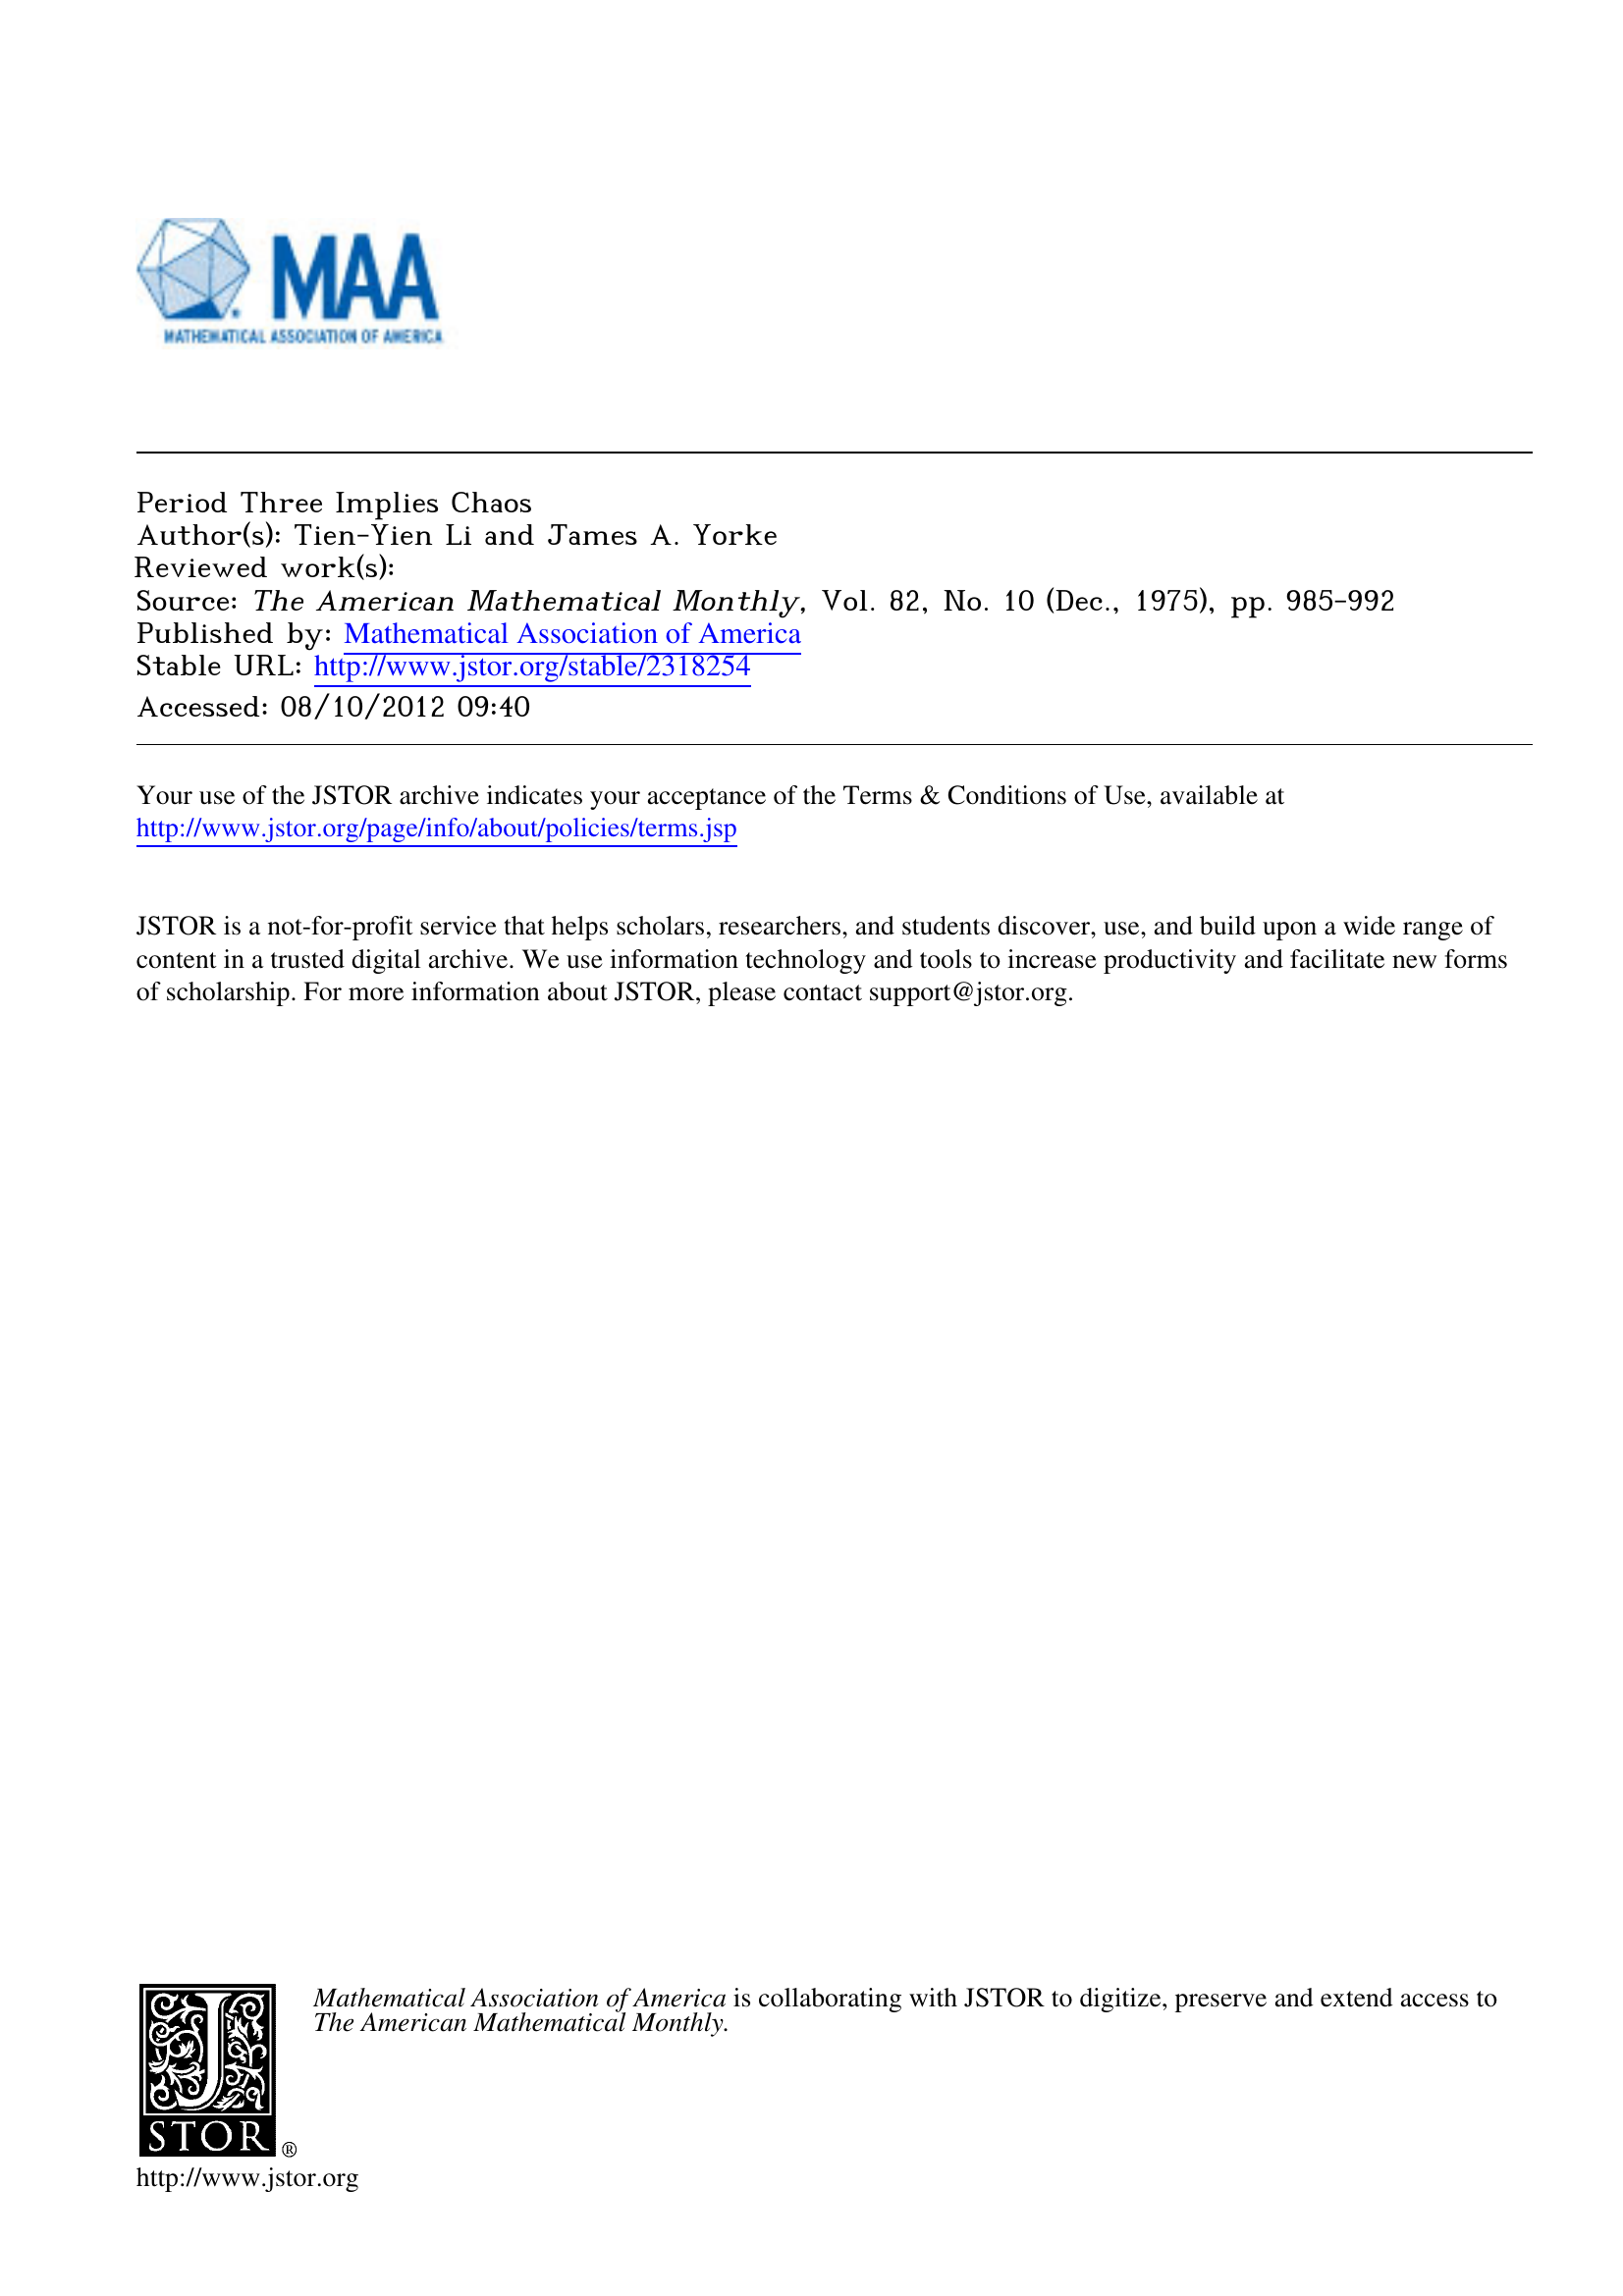 MAA
MATHEMATICAL ASSOCIATION OF AMERICA
Period Three Implies Chaos
Author(s): Tien-Yien Li and James A. Yorke
Reviewed work(s):
Source: The American Mathematical Monthly, Vol. 82, No. 10 (Dec., 1975), pp. 985-992
Published by: Mathematical Association of America
Stable URL: http://www.jstor.org/stable/2318254
Accessed: 08/10/2012 09:40
Your use of the JSTOR archive indicates your acceptance of the Terms & Conditions of Use, available at
http://www.jstor.org/page/info/about/policies/terms.jsp
JSTOR is a not-for-profit service that helps scholars, researchers, and students discover, use, and build upon a wide range of
content in a trusted digital archive. We use information technology and tools to increase productivity and facilitate new forms
of scholarship. For more information about JSTOR, please contact support@jstor.org.
Mathematical Association of America is collaborating with JSTOR to digitize, preserve and extend access to
The American Mathematical Monthly.
J
STOR ®
http://www.jstor.org